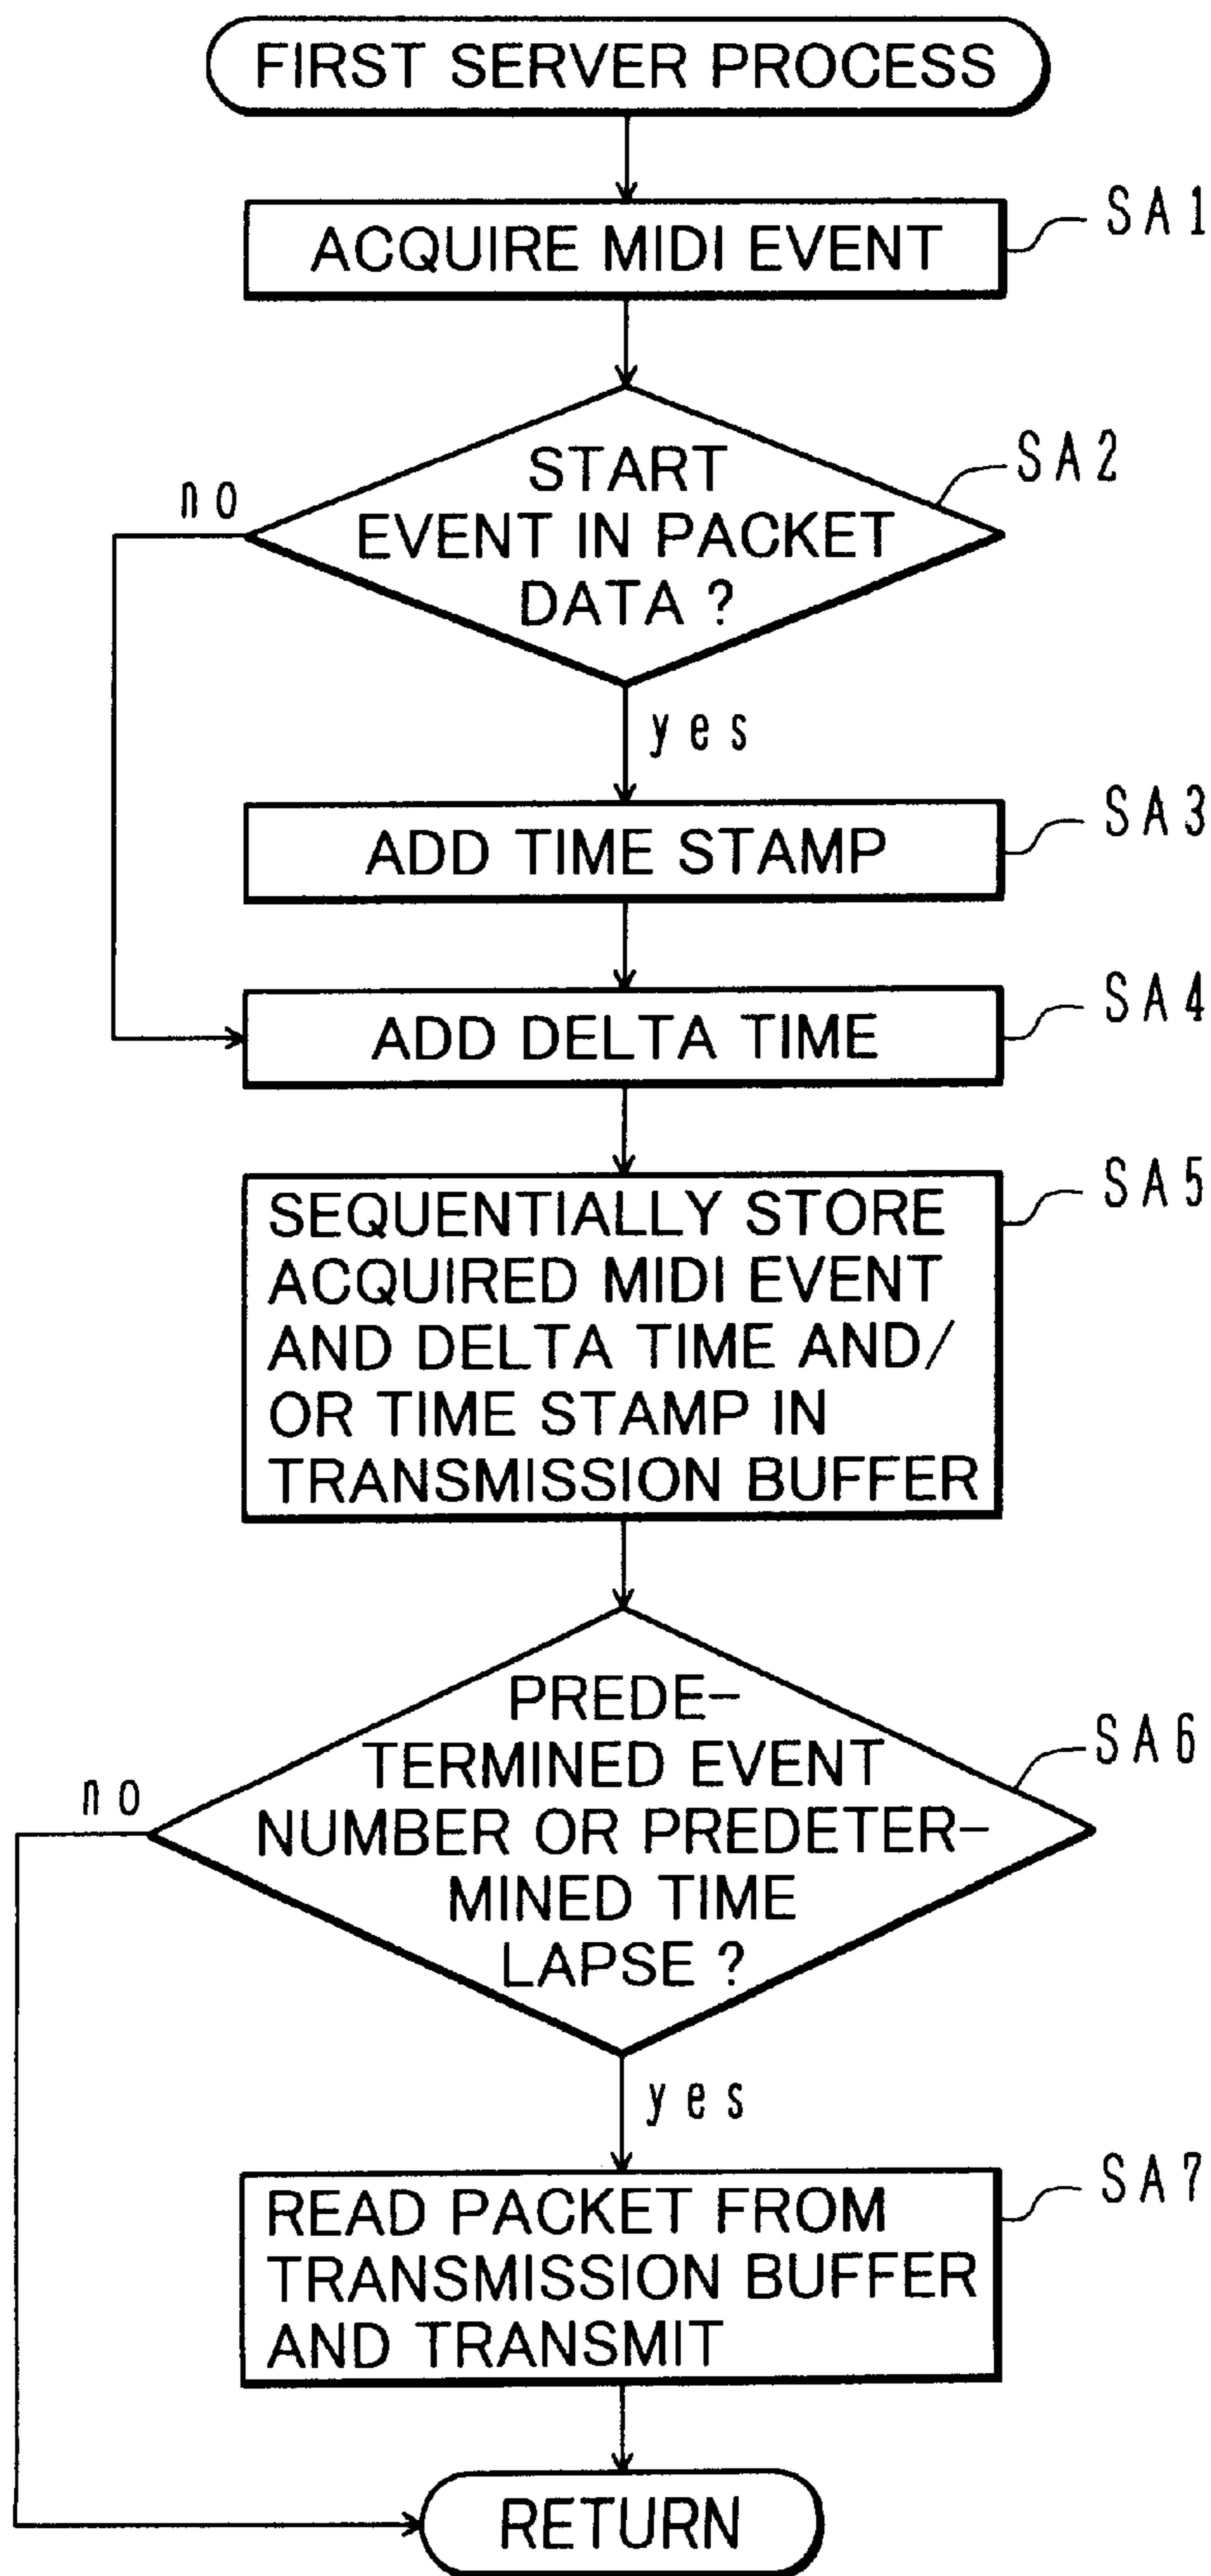 FIRST SERVER PROCESS
ACQUIRE MIDI EVENT
SA1
START
EVENT IN PACKET
DATA ?
SA2
no
yes
ADD TIME STAMP
SA3
ADD DELTA TIME
SA4
SEQUENTIALLY STORE
ACQUIRED MIDI EVENT
AND DELTA TIME AND/
OR TIME STAMP IN
TRANSMISSION BUFFER
SA5
PREDE-
TERMINED EVENT
NUMBER OR PREDETER-
MINED TIME
LAPSE ?
SA6
no
yes
READ PACKET FROM
TRANSMISSION BUFFER
AND TRANSMIT
SA7
RETURN